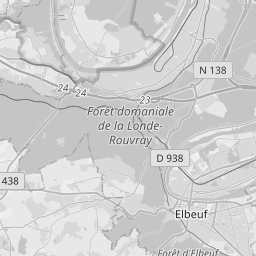 N 138
24
24
23
Forêt domaniale
de la Londe-
Rouvray
D 938
438
Elbeuf
Forêt d'Elbeuf